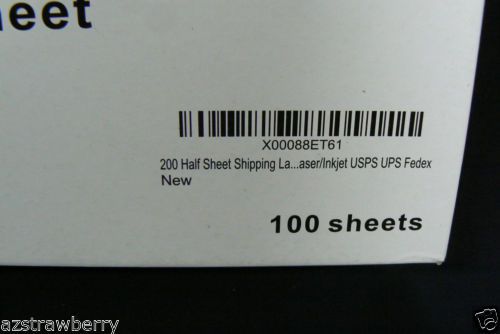 eet
X00088ET61
200 Half Sheet Shipping La...aser/Inkjet USPS UPS Fedex
New
100 sheets
azstrawberry